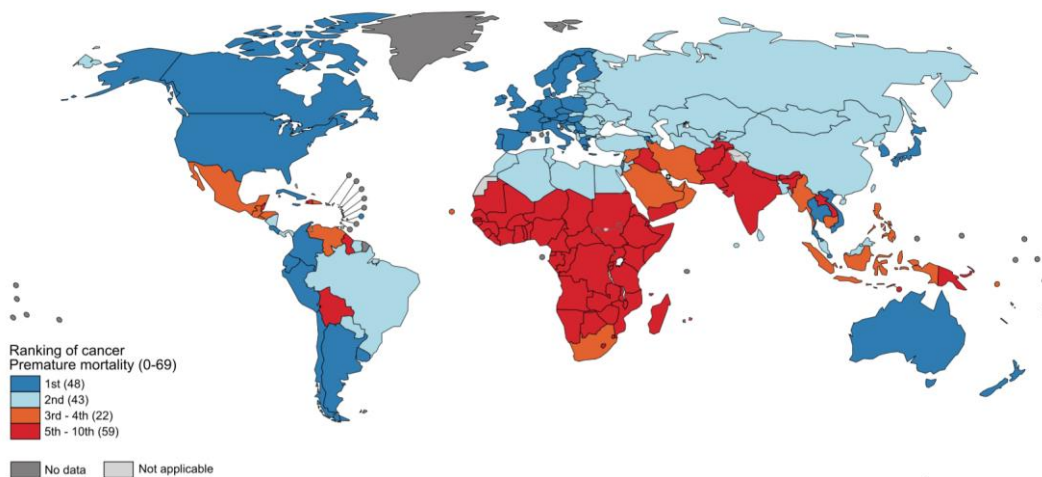 Ranking of cancer
Premature mortality (0-69)
1st (48)
2nd (43)
3rd - 4th (22)
5th - 10th (59)
No data
Not applicable